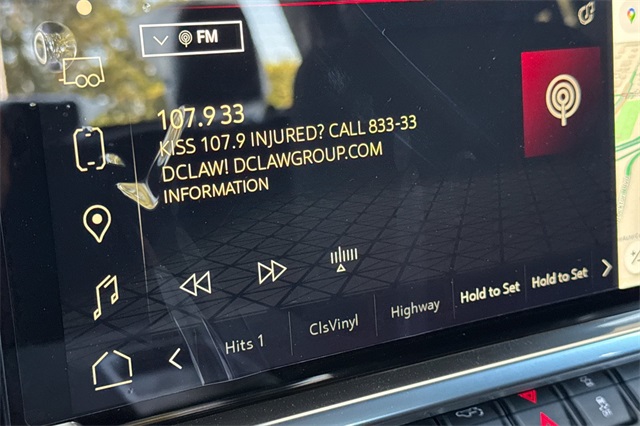 FM
107.9 33
KISS 107.9 INJURED? CALL 833-33
DCLAW! DCLAWGROUP.COM
INFORMATION
Hits 1
ClsVinyl
Highway
Hold to Set
Hold to Set